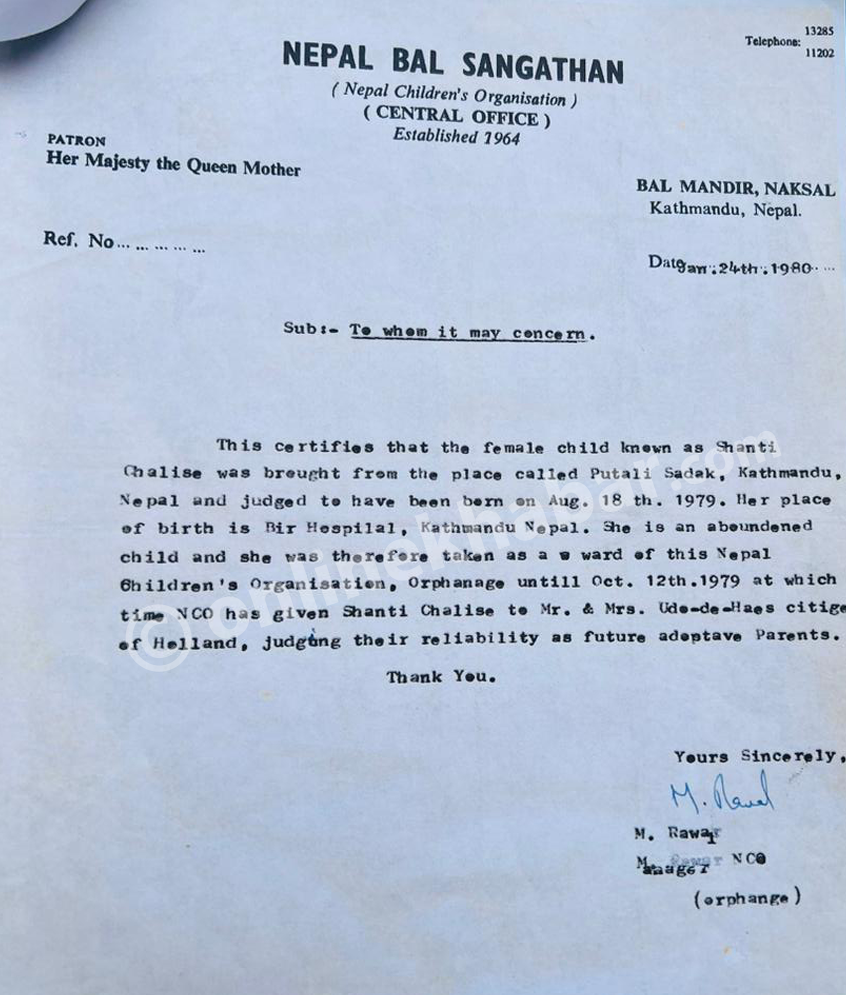 13285
Telephone:
11202
NEPAL BAL SANGATHAN
( Nepal Children's Organisation )
( CENTRAL OFFICE )
Established 1964
PATRON
Her Majesty the Queen Mother
BAL MANDIR, NAKSAL
Kathmandu, Nepal.
Ref. No... ... ... ... ...
Date Jan. 24th. 1980 ...
Sub:- To whom it may concern.
This certifies that the female child known as Shanti
Chalise was brought from the place called Putali Sadak, Kathmandu,
Nepal and judged to have been born on Aug. 18 th. 1979. Her place
of birth is Bir Hospilal, Kathmandu Nepal. She is an aboundened
child and she was therefore taken as a ward of this Nepal
Children's Organisation, Orphanage untill Oct. 12th.1979 at which
time NCO has given Shanti Chalise to Mr. & Mrs. Udo-de-Haes citize
of Holland, judging their reliability as future adoptave Parents.
Thank You.
Yours Sincerely,
M. Rawal
M. Rawar
Manager NCO
(orphange)
© onlinekhabar.com